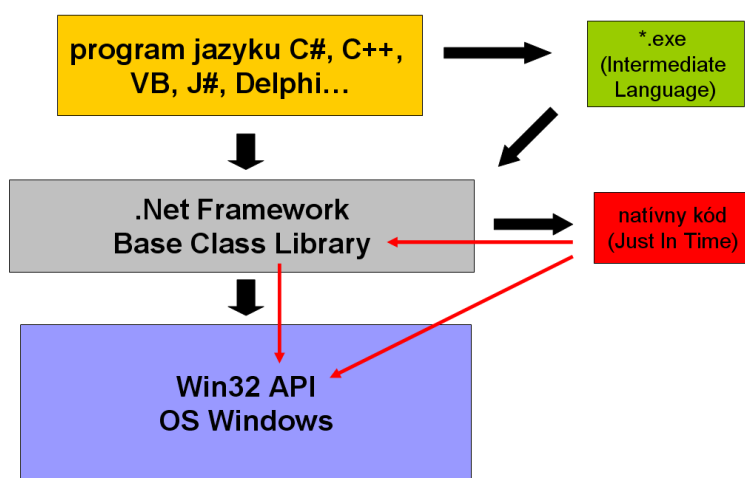 program jazyku C#, C++,
VB, J#, Delphi...
*.exe
(Intermediate
Language)
.Net Framework
Base Class Library
natívny kód
(Just In Time)
Win32 API
OS Windows